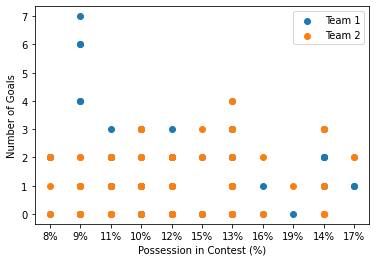 Team 1
Team 2
Number of Goals
7
6
5
4
3
2
1
0
8% 9% 11% 10% 12% 15% 13% 16% 19% 14% 17%
Possession in Contest (%)